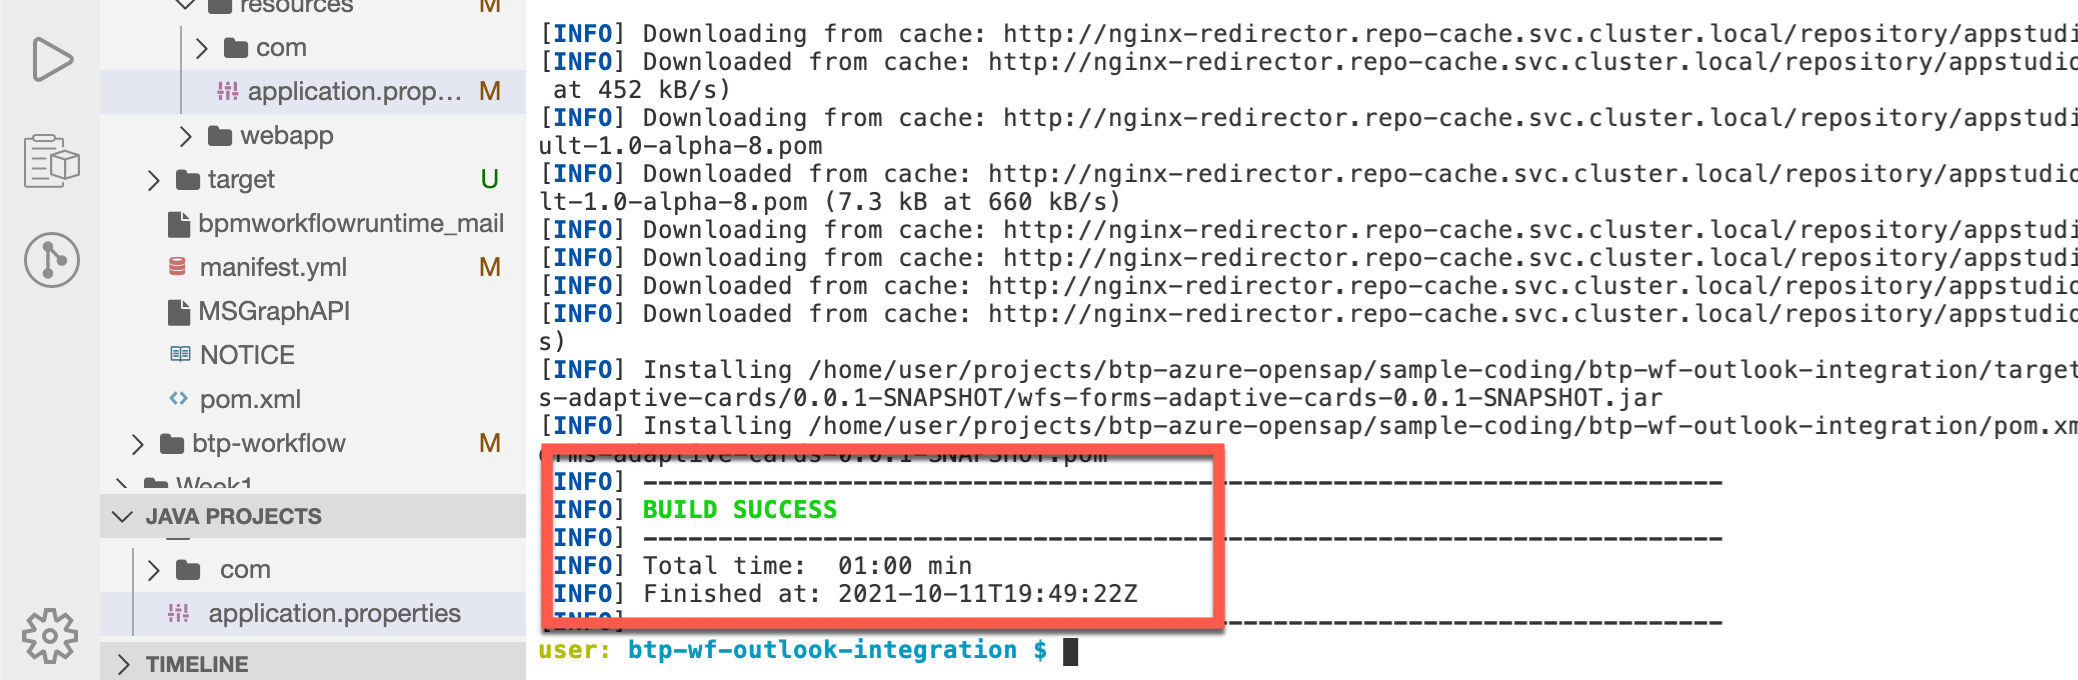 resources M
com
application.prop... M
webapp
target U
bpmworkflowruntime_mail
manifest.yml M
MSGraphAPI
NOTICE
pom.xml
btp-workflow M
Week1
JAVA PROJECTS
com
application.properties
TIMELINE
[INFO] Downloading from cache: http://nginx-redirector.repo-cache.svc.cluster.local/repository/appstudi
[INFO] Downloaded from cache: http://nginx-redirector.repo-cache.svc.cluster.local/repository/appstudio
at 452 kB/s)
[INFO] Downloading from cache: http://nginx-redirector.repo-cache.svc.cluster.local/repository/appstudi
ult-1.0-alpha-8.pom
[INFO] Downloaded from cache: http://nginx-redirector.repo-cache.svc.cluster.local/repository/appstudio
lt-1.0-alpha-8.pom (7.3 kB at 660 kB/s)
[INFO] Downloading from cache: http://nginx-redirector.repo-cache.svc.cluster.local/repository/appstudi
[INFO] Downloading from cache: http://nginx-redirector.repo-cache.svc.cluster.local/repository/appstudi
[INFO] Downloaded from cache: http://nginx-redirector.repo-cache.svc.cluster.local/repository/appstudio
[INFO] Downloaded from cache: http://nginx-redirector.repo-cache.svc.cluster.local/repository/appstudio
s)
[INFO] Installing /home/user/projects/btp-azure-opensap/sample-coding/btp-wf-outlook-integration/target
s-adaptive-cards/0.0.1-SNAPSHOT/wfs-forms-adaptive-cards-0.0.1-SNAPSHOT.jar
[INFO] Installing /home/user/projects/btp-azure-opensap/sample-coding/btp-wf-outlook-integration/pom.xm
orms-adaptive-cards-0.0.1-SNAPSHOT.pom
INFO] ------------------------------------------------------------------------
INFO] BUILD SUCCESS
INFO] ------------------------------------------------------------------------
INFO] Total time:  01:00 min
INFO] Finished at: 2021-10-11T19:49:22Z
[INFO] ------------------------------------------------------------------------
user: btp-wf-outlook-integration $